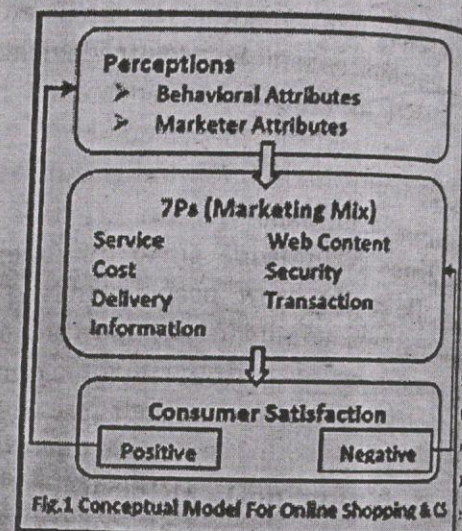 Perceptions
➢ Behavioral Attributes
➢ Marketer Attributes
7Ps (Marketing Mix)
Service Web Content
Cost Security
Delivery Transaction
Information
Consumer Satisfaction
Positive Negative
Fig.1 Conceptual Model For Online Shopping & CS